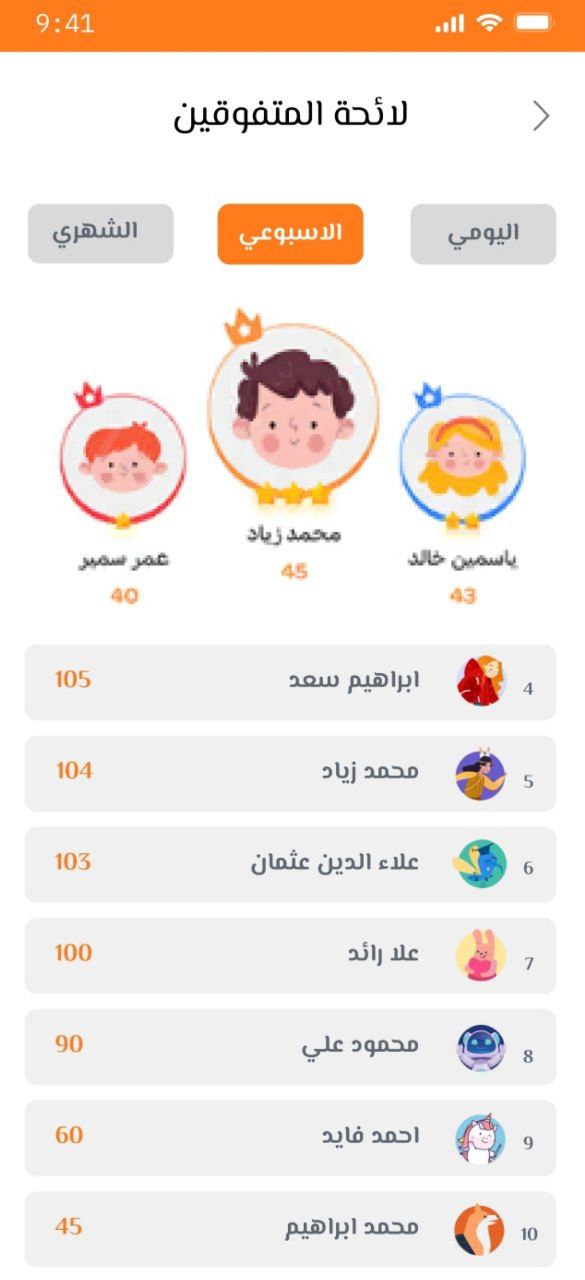 9:41
لائحة المتفوقين
اليومي
الاسبوعي
الشهري
محمد زياد
45
ياسمين خالد
43
عمر سمير
40
4 ابراهيم سعد 105
5 محمد زياد 104
6 علاء الدين عثمان 103
7 علا رائد 100
8 محمود علي 90
9 احمد فايد 60
10 محمد ابراهيم 45